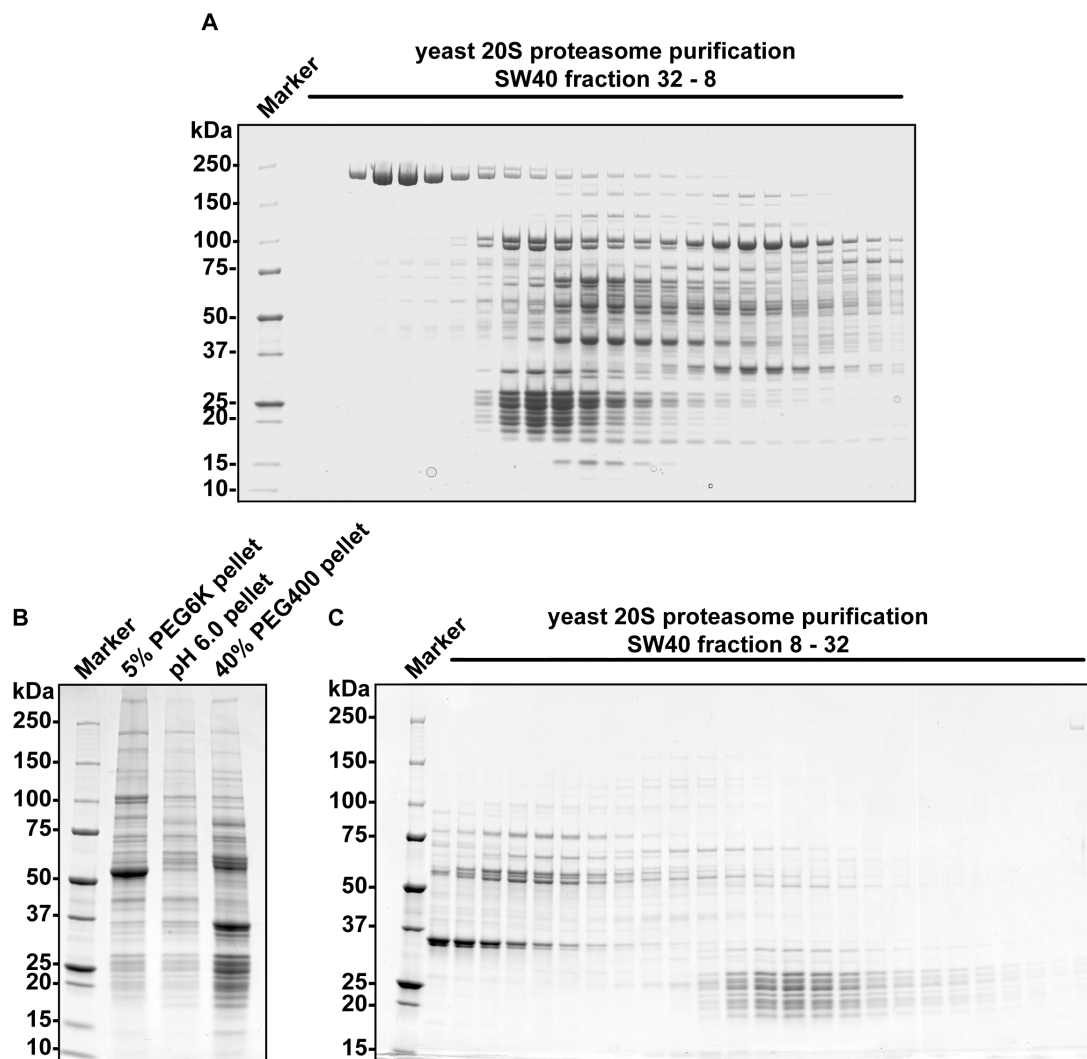 A
yeast 20S proteasome purification
SW40 fraction 32 - 8
Marker
kDa
250
150
100
75
50
37
25
20
15
10
B
Marker
5% PEG6K pellet
pH 6.0 pellet
40% PEG400 pellet
kDa
250
150
100
75
50
37
25
20
15
10
C
yeast 20S proteasome purification
SW40 fraction 8 - 32
Marker
kDa
250
150
100
75
50
37
25
20
15